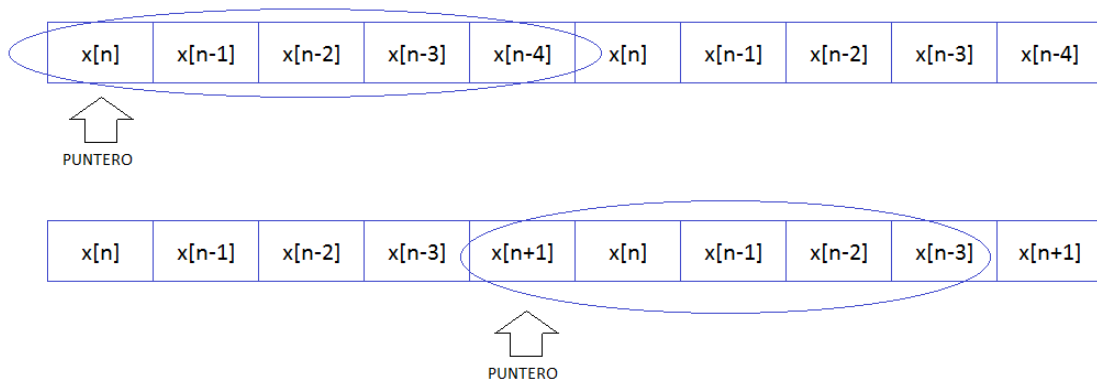 x[n] x[n-1] x[n-2] x[n-3] x[n-4] x[n] x[n-1] x[n-2] x[n-3] x[n-4]
PUNTERO
x[n] x[n-1] x[n-2] x[n-3] x[n+1] x[n] x[n-1] x[n-2] x[n-3] x[n+1]
PUNTERO